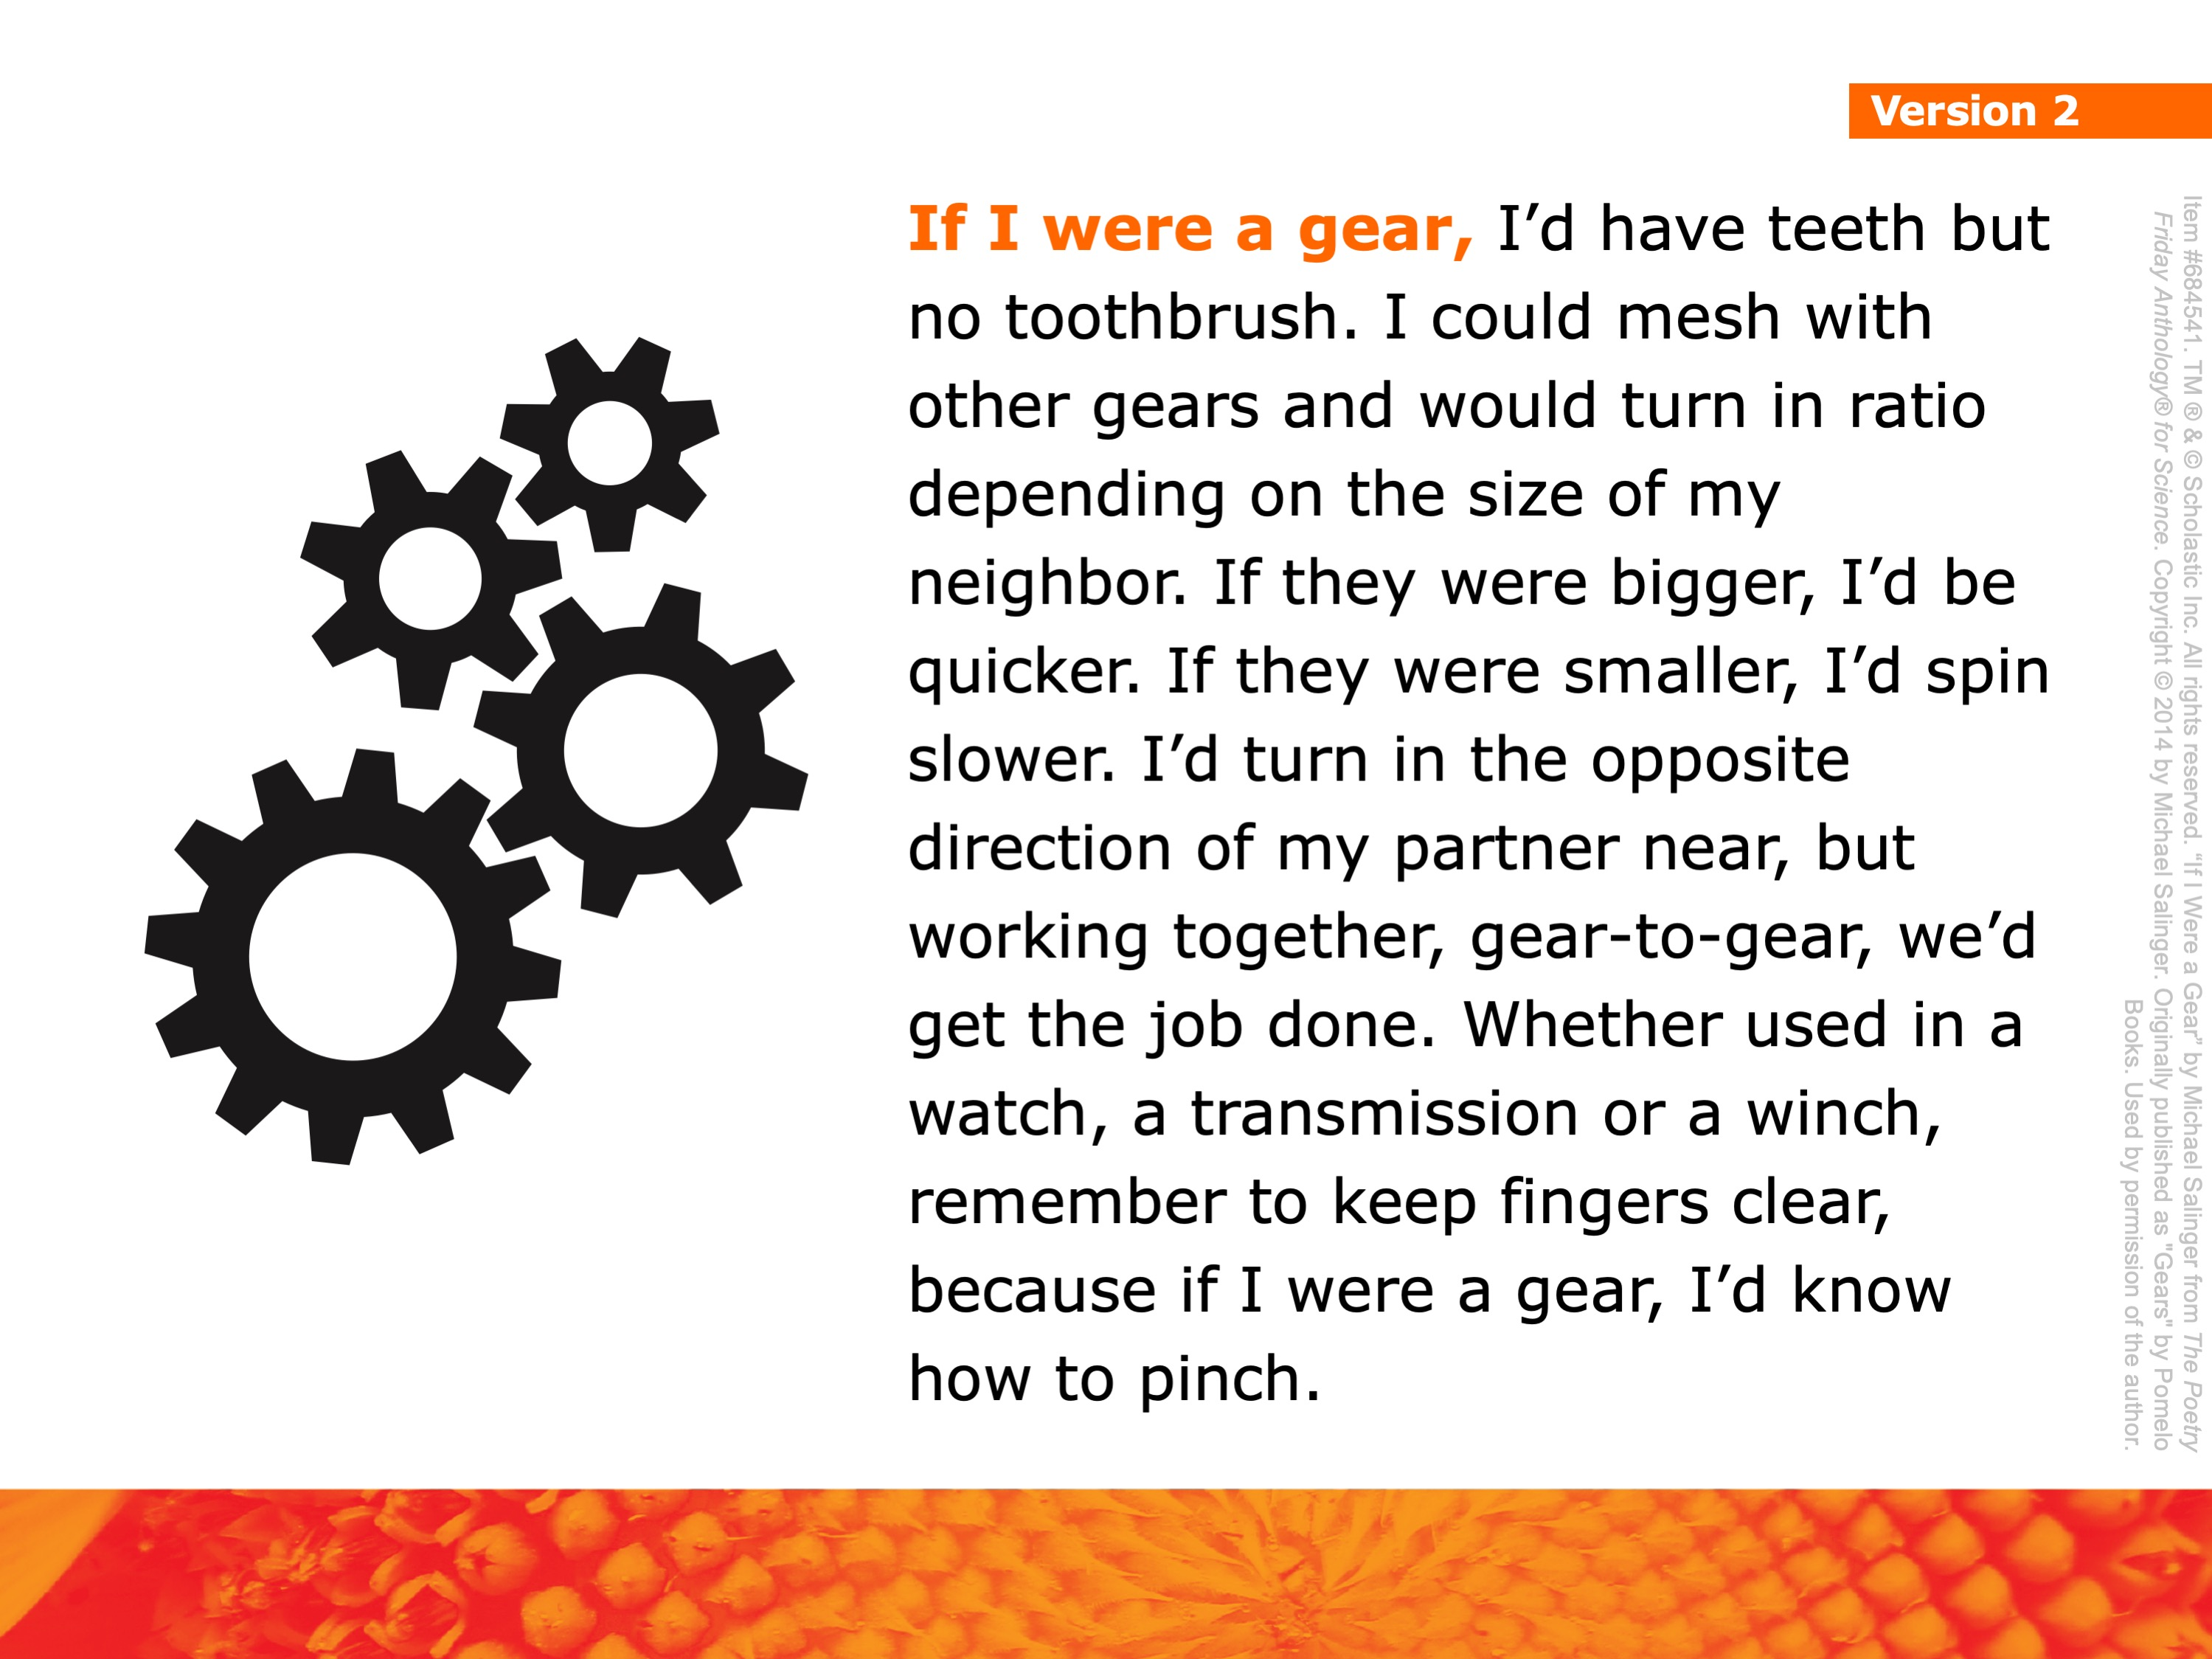 Version 2
If I were a gear, I’d have teeth but
no toothbrush. I could mesh with
other gears and would turn in ratio
depending on the size of my
neighbor. If they were bigger, I’d be
quicker. If they were smaller, I’d spin
slower. I’d turn in the opposite
direction of my partner near, but
working together, gear-to-gear, we’d
get the job done. Whether used in a
watch, a transmission or a winch,
remember to keep fingers clear,
because if I were a gear, I’d know
how to pinch.
Item #684541. TM ® & © Scholastic Inc. All rights reserved. “If I Were a Gear” by Michael Salinger from The Poetry
Friday Anthology® for Science. Copyright © 2014 by Michael Salinger. Originally published as "Gears" by Pomelo
Books. Used by permission of the author.